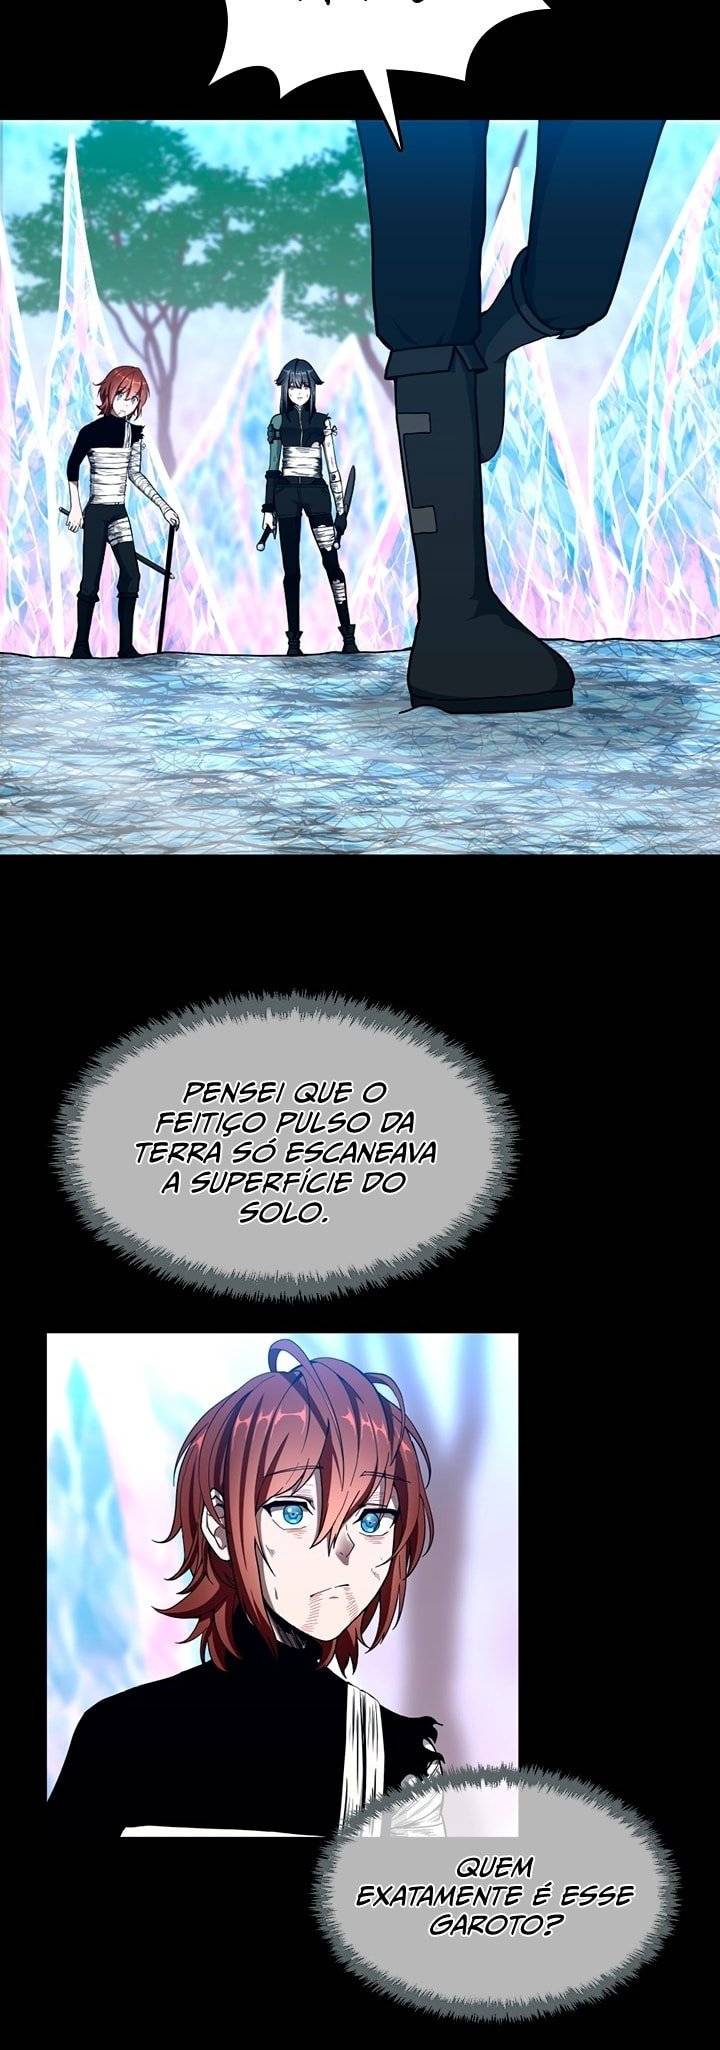 PENSEI QUE O
FEITIÇO PULSO DA
TERRA SÓ ESCANEAVA
A SUPERFÍCIE DO
SOLO.
QUEM
EXATAMENTE É ESSE
GAROTO?